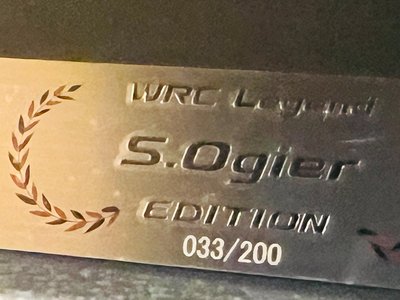 WRC Legend
S.Ogier
EDITION
033/200